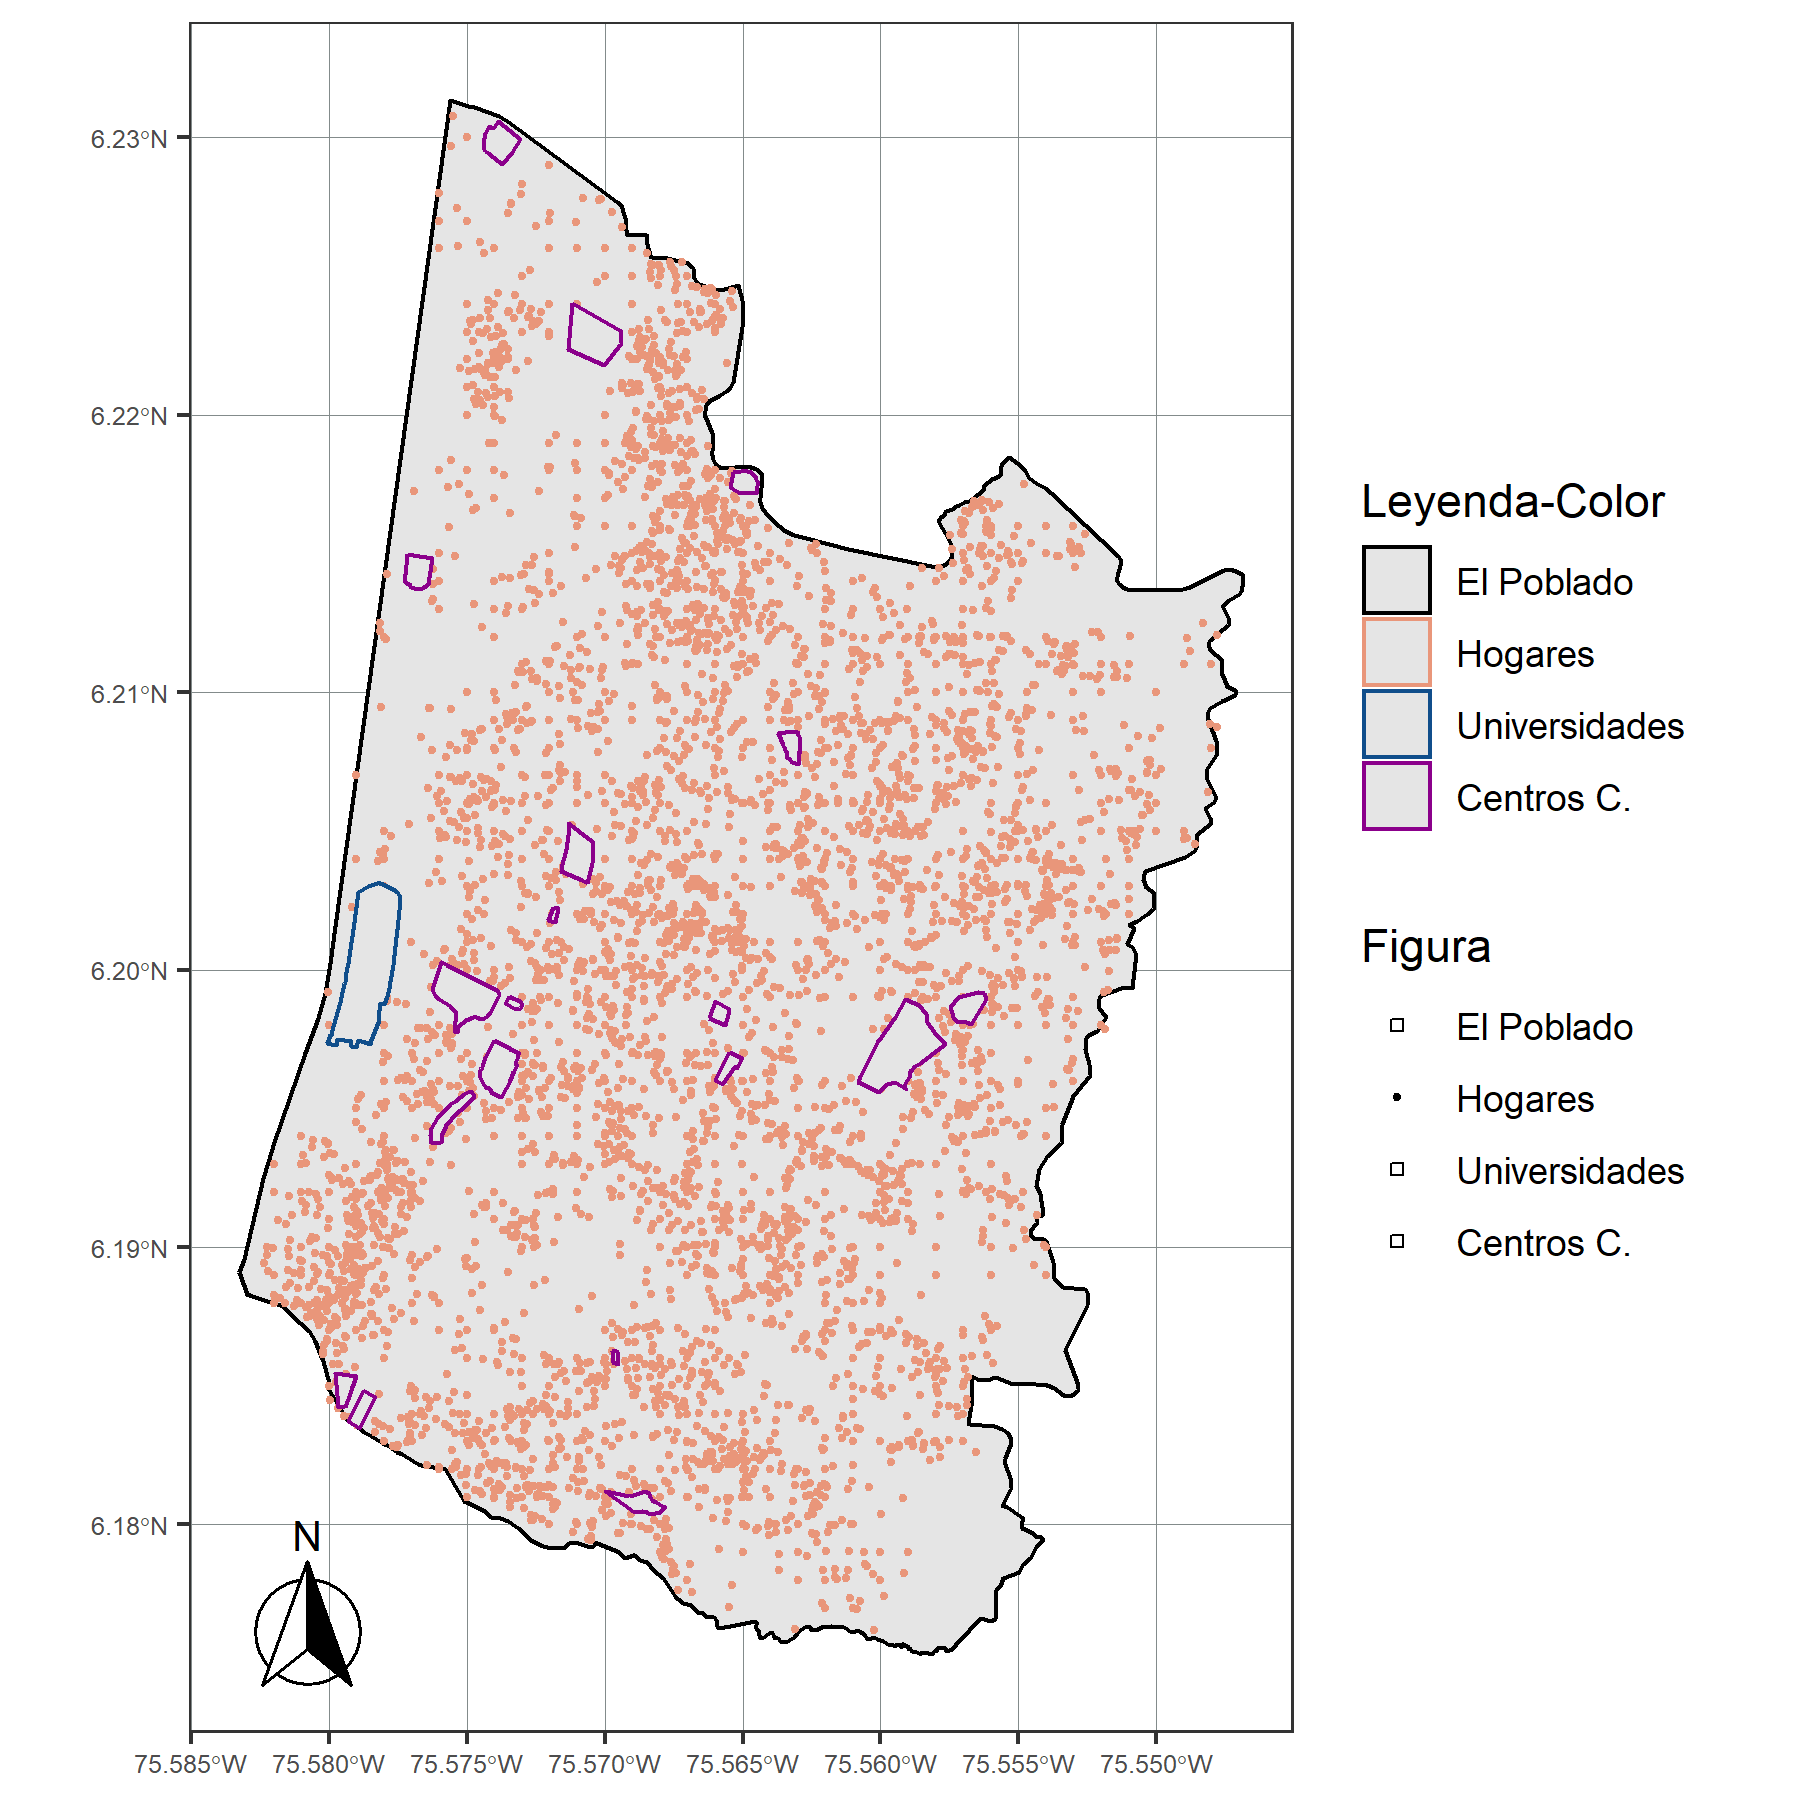 6.23°N
6.22°N
6.21°N
6.20°N
6.19°N
6.18°N
N
75.585°W 75.580°W 75.575°W 75.570°W 75.565°W 75.560°W 75.555°W 75.550°W
Leyenda-Color
El Poblado
Hogares
Universidades
Centros C.
Figura
El Poblado
Hogares
Universidades
Centros C.